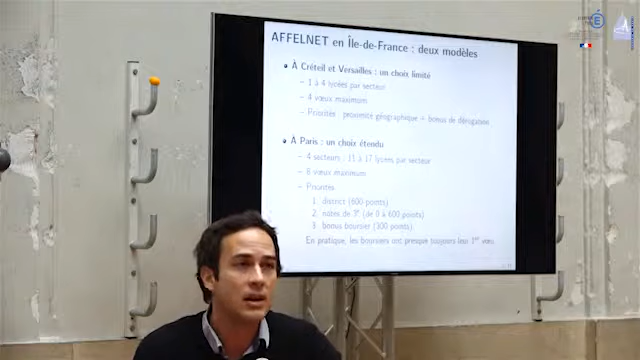 AFFELNET en Île-de-France : deux modèles
À Créteil et Versailles : un choix limité
– 1 à 4 lycées par secteur
– 4 vœux maximum
– Priorités : proximité géographique + bonus de dérogation
À Paris : un choix étendu
– 4 secteurs : 11 à 17 lycées par secteur
– 8 vœux maximum
– Priorités
1. district (600 points)
2. notes de 3e (de 0 à 600 points)
3. bonus boursier (300 points)
En pratique, les boursiers ont presque toujours leur 1er vœu